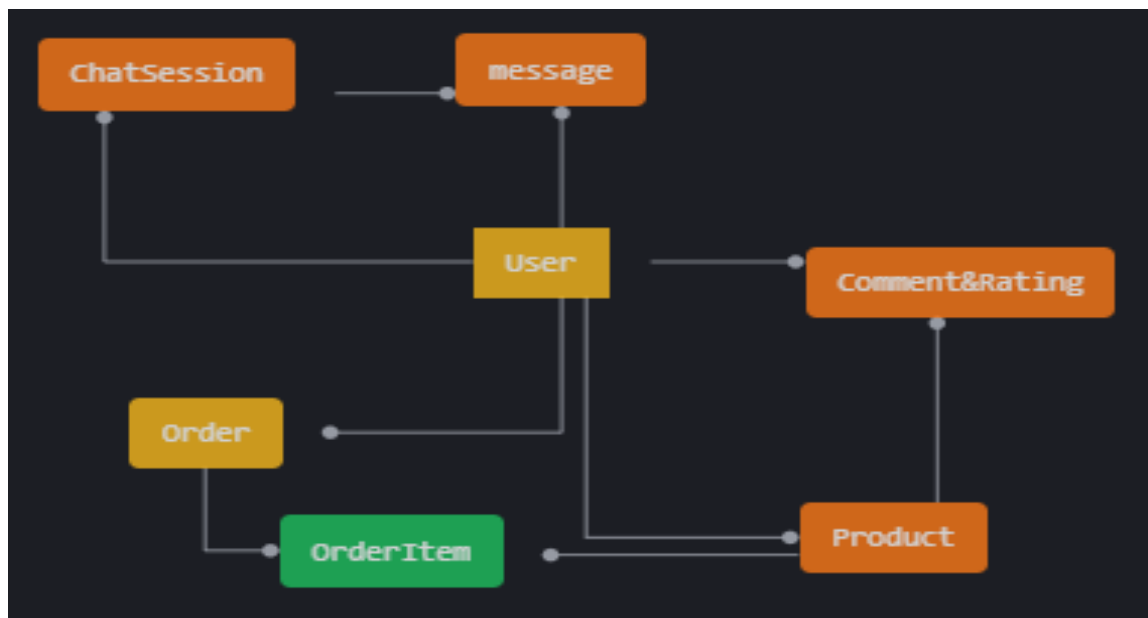 ChatSession
message
User
Comment&Rating
Order
OrderItem
Product